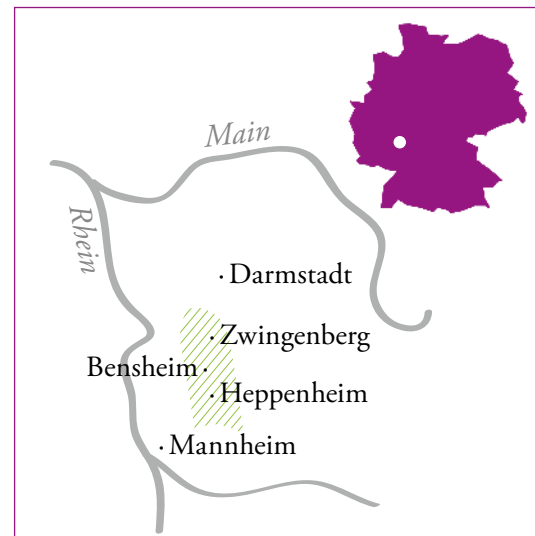 Main
Rhein
Darmstadt
Zwingenberg
Bensheim
Heppenheim
Mannheim